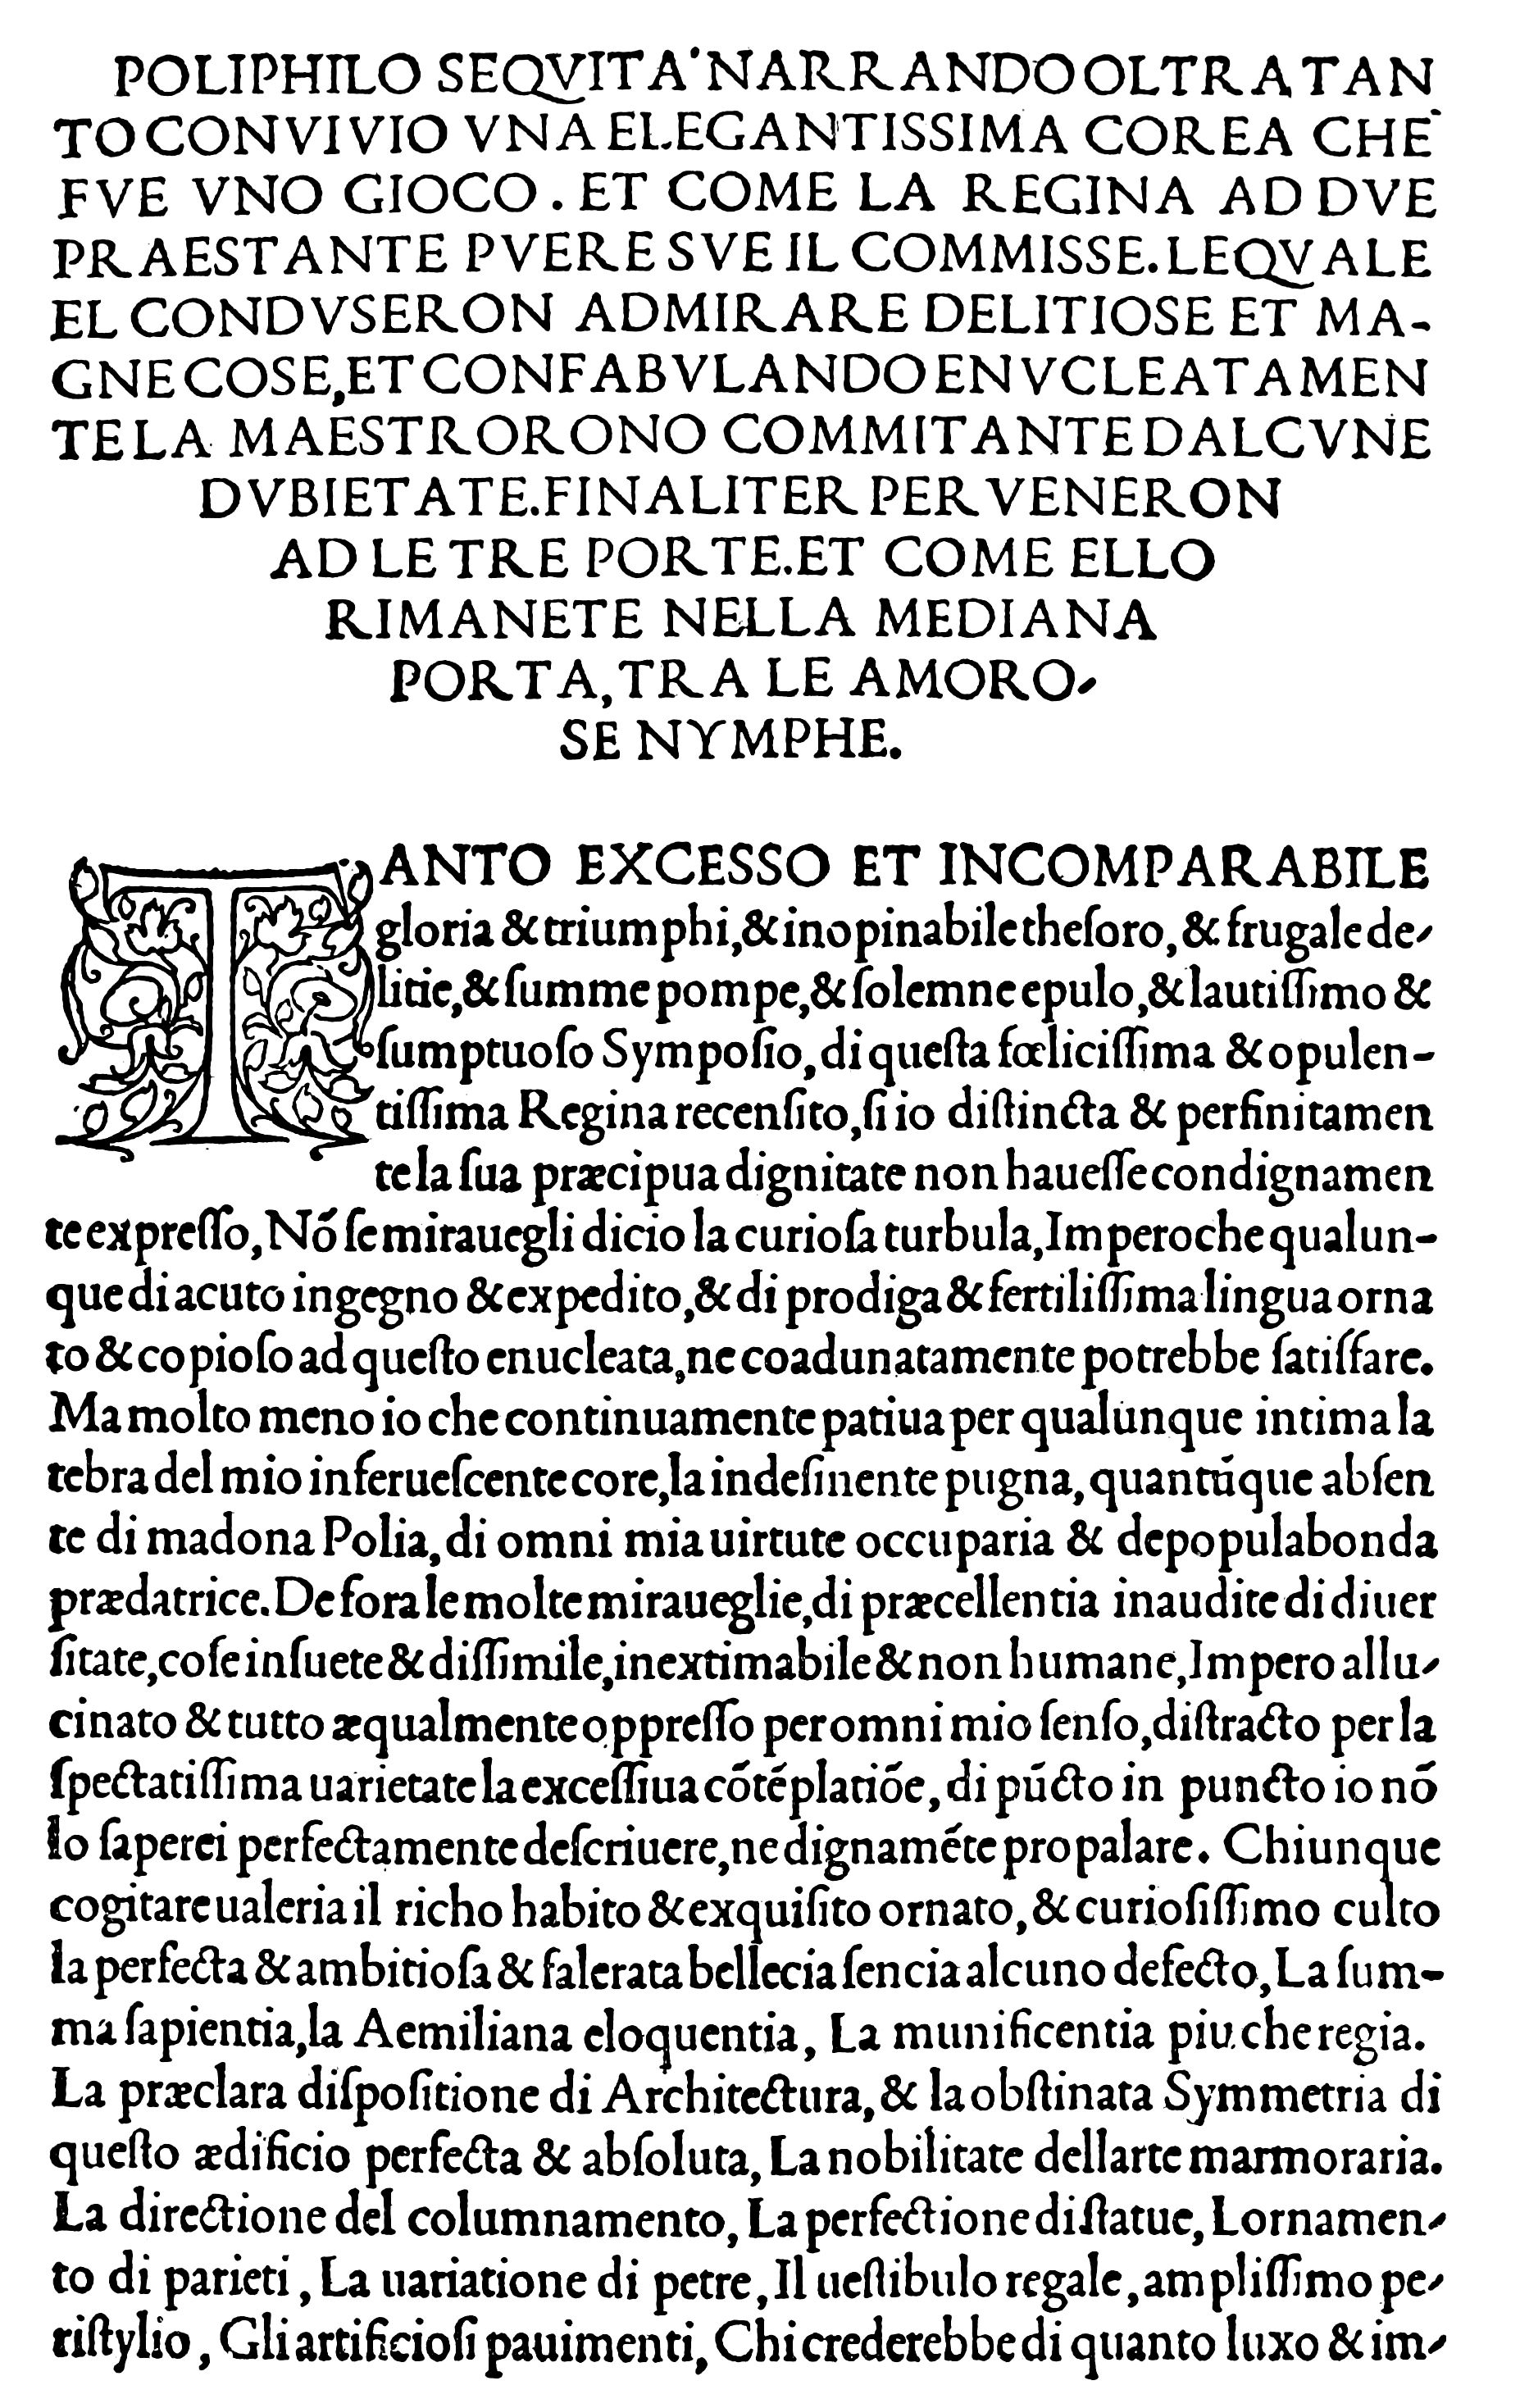 POLIPHILO SEQVITA NARRANDO OLTRA TAN
TO CONVIVIO VNA ELEGANTISSIMA COREA CHE
FVE VNO GIOCO. ET COME LA REGINA AD DVE
PRAESTANTE PVERE SVE IL COMMISSE. LEQVALE
EL CONDVSERON ADMIRARE DELITIOSE ET MA-
GNE COSE, ET CONFABVLANDO ENVCLEATAMEN
TE LA MAESTRORONO COMMITANTE DALCVNE
DVBIETATE. FINALITER PERVENERON
AD LE TRE PORTE. ET COME ELLO
RIMANETE NELLA MEDIANA
PORTA, TRA LE AMORO-
SE NYMPHE.
TANTO EXCESSO ET INCOMPARABILE
gloria & triumphi, & inopinabile theſoro, & frugale de-
litie, & ſumme pompe, & ſolemne epulo, & lautiſſimo &
ſumptuoſo Sympoſio, di queſta fœliciſſima & opulen-
tiſſima Regina recenſito, ſi io diſtincta & perfinitamen
te la ſua præcipua dignitate non haueſſe condignamen
te expreſſo, Nõ ſe mirauegli dicio la curioſa turbula, Imperoche qualun-
que di acuto ingegno & expedito, & di prodiga & fertiliſſima lingua orna
to & copioſo ad queſto enucleata, ne coadunatamente potrebbe ſatiſfare.
Ma molto meno io che continuamente patiua per qualunque intima la
tebra del mio inferueſcente core, la indeſinente pugna, quantũque abſen
te di madona Polia, di omni mia uirtute occuparia & depopulabonda
prædatrice. De fora le molte miraueglie, di præcellentia inaudite di diuer
ſitate, coſe inſuete & diſſimile, inextimabile & non humane, Impero allu-
cinato & tutto æqualmente oppreſſo per omni mio ſenſo, diſtracto per la
ſpectatiſſima uarietate la exceſſiua cõtẽplatiõe, di pũcto in puncto io nõ
lo ſaperei perfectamente deſcriuere, ne dignamẽte propalare. Chiunque
cogitare ualeria il richo habito & exquiſito ornato, & curioſiſſimo culto
la perfecta & ambitioſa & falerata bellecia ſencia alcuno defecto, La ſum-
ma ſapientia, la Aemiliana eloquentia, La munificentia piu che regia.
La præclara diſpoſitione di Architectura, & la obſtinata Symmetria di
queſto ædificio perfecta & abſoluta, La nobilitate dellarte marmoraria.
La directione del columnamento, La perfectione di ſtatue, Lornamen-
to di parieti, La uariatione di petre, Il ueſtibulo regale, ampliſſimo pe-
riſtylio, Gli artificioſi pauimenti, Chi crederebbe di quanto luxo & im-